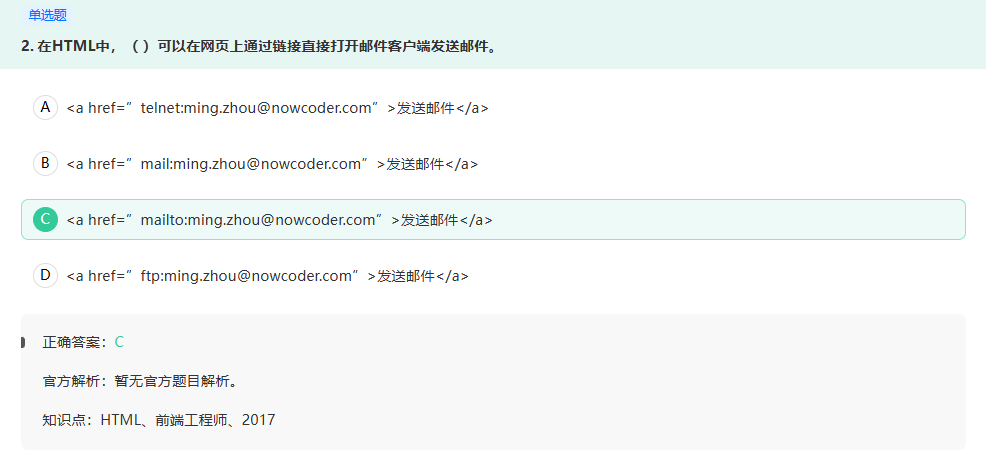 单选题
2. 在HTML中，（ ）可以在网页上通过链接直接打开邮件客户端发送邮件。
A <a href=” telnet:ming.zhou@nowcoder.com” >发送邮件</a>
B <a href=” mail:ming.zhou@nowcoder.com” >发送邮件</a>
C <a href=” mailto:ming.zhou@nowcoder.com” >发送邮件</a>
D <a href=” ftp:ming.zhou@nowcoder.com” >发送邮件</a>
正确答案：C
官方解析：暂无官方题目解析。
知识点：HTML、前端工程师、2017